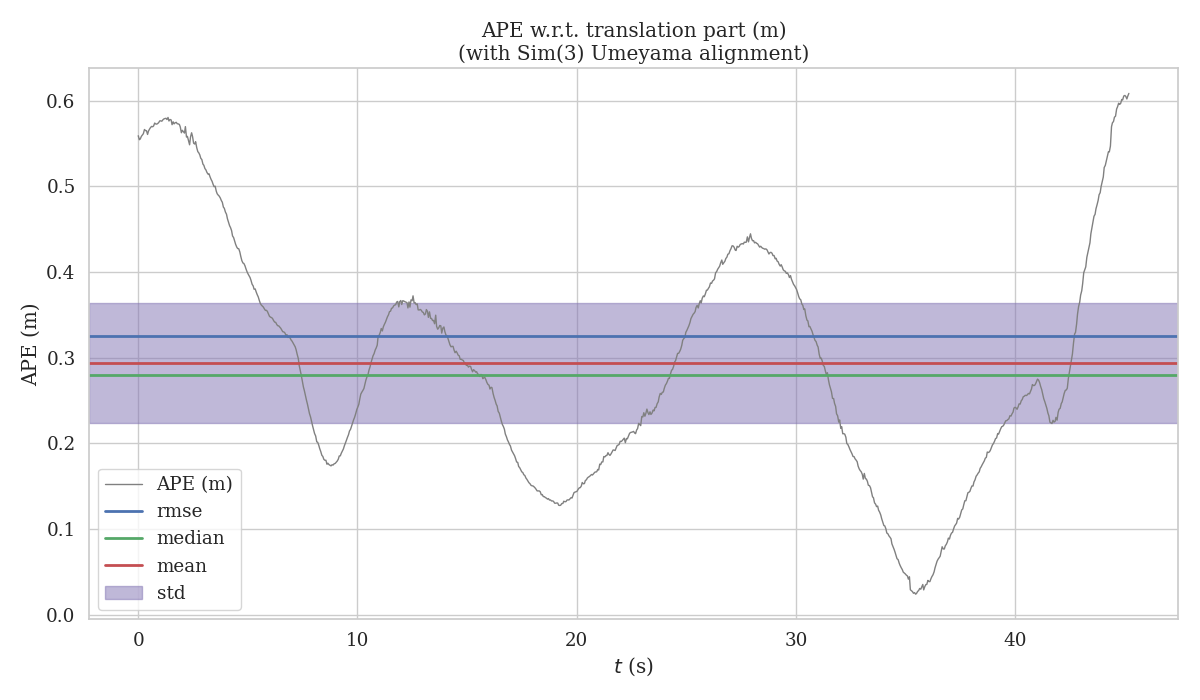 APE w.r.t. translation part (m)
(with Sim(3) Umeyama alignment)
APE (m)
0.6
0.5
0.4
0.3
0.2
0.1
0.0
APE (m)
rmse
median
mean
std
0 10 20 30 40
t (s)